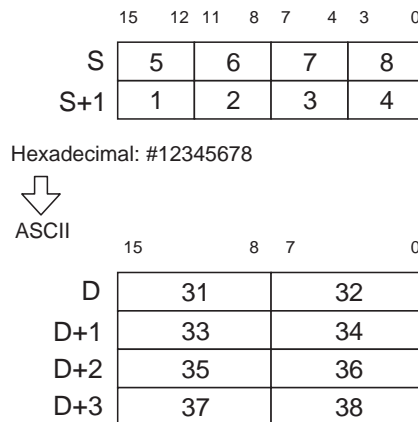 15 12 11 8 7 4 3 0
S 5 6 7 8
S+1 1 2 3 4
Hexadecimal: #12345678
ASCII
15 8 7 0
D 31 32
D+1 33 34
D+2 35 36
D+3 37 38